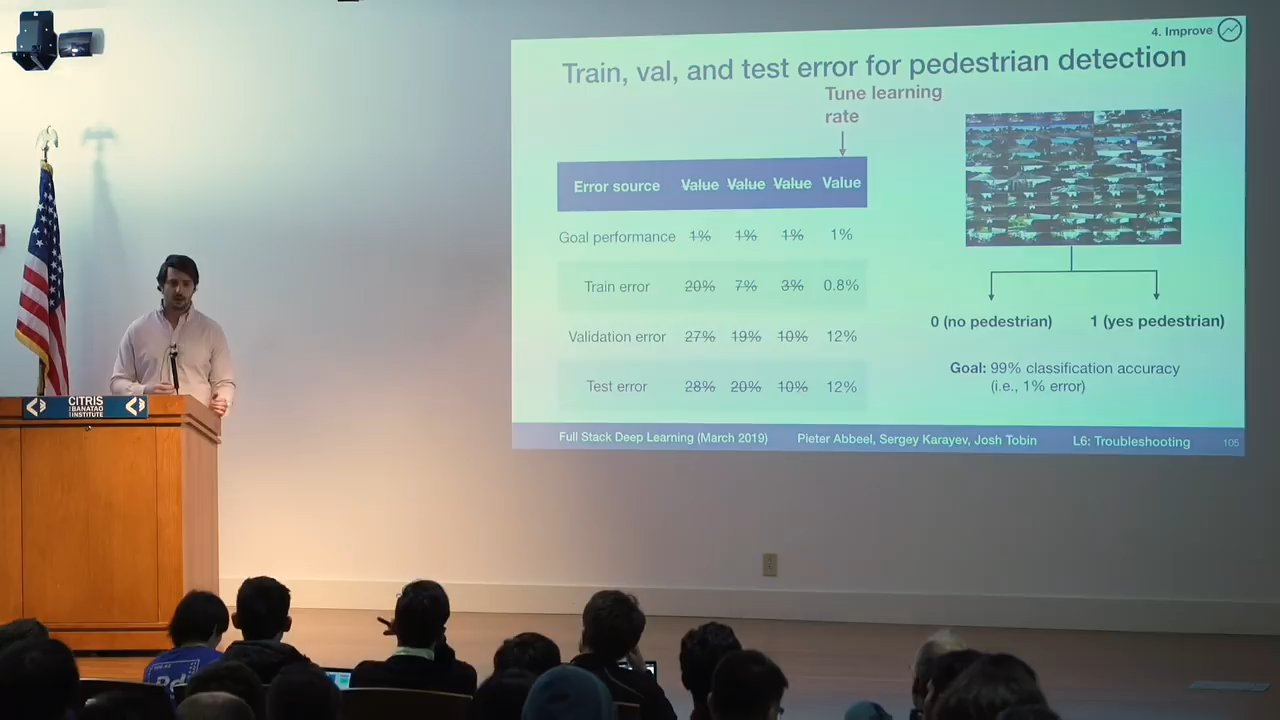 4. Improve
Train, val, and test error for pedestrian detection
Tune learning
rate
Error source Value Value Value Value
Goal performance 1% 1% 1% 1%
Train error 20% 7% 3% 0.8%
Validation error 27% 19% 10% 12%
Test error 28% 20% 10% 12%
0 (no pedestrian) 1 (yes pedestrian)
Goal: 99% classification accuracy
(i.e., 1% error)
Full Stack Deep Learning (March 2019) Pieter Abbeel, Sergey Karayev, Josh Tobin L6: Troubleshooting 105
CITRIS
BANATAO
INSTITUTE